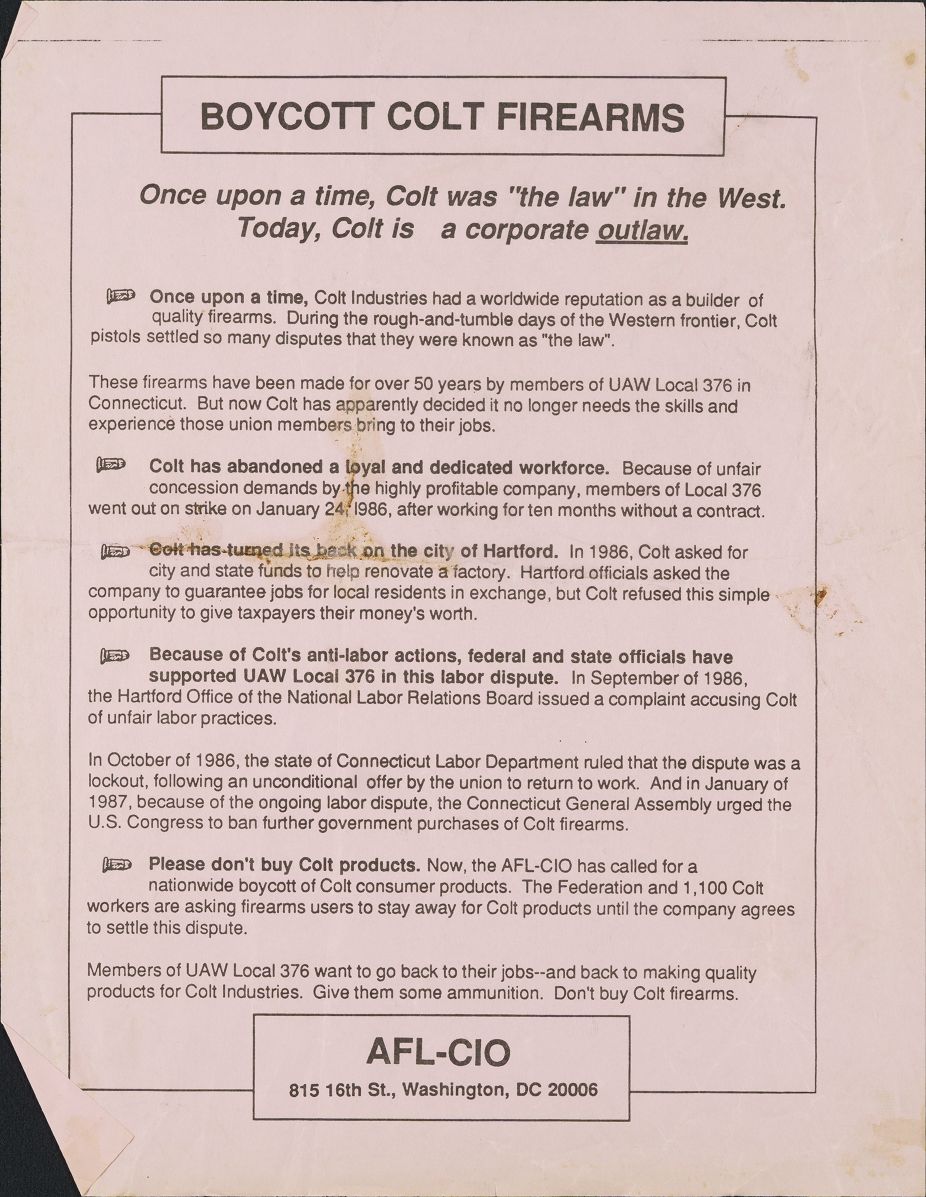 BOYCOTT COLT FIREARMS
Once upon a time, Colt was "the law" in the West.
Today, Colt is a corporate outlaw.
Once upon a time, Colt Industries had a worldwide reputation as a builder of
quality firearms. During the rough-and-tumble days of the Western frontier, Colt
pistols settled so many disputes that they were known as "the law".
These firearms have been made for over 50 years by members of UAW Local 376 in
Connecticut. But now Colt has apparently decided it no longer needs the skills and
experience those union members bring to their jobs.
Colt has abandoned a loyal and dedicated workforce. Because of unfair
concession demands by the highly profitable company, members of Local 376
went out on strike on January 24, 1986, after working for ten months without a contract.
Colt has turned its back on the city of Hartford. In 1986, Colt asked for
city and state funds to help renovate a factory. Hartford officials asked the
company to guarantee jobs for local residents in exchange, but Colt refused this simple
opportunity to give taxpayers their money's worth.
Because of Colt's anti-labor actions, federal and state officials have
supported UAW Local 376 in this labor dispute. In September of 1986,
the Hartford Office of the National Labor Relations Board issued a complaint accusing Colt
of unfair labor practices.
In October of 1986, the state of Connecticut Labor Department ruled that the dispute was a
lockout, following an unconditional offer by the union to return to work. And in January of
1987, because of the ongoing labor dispute, the Connecticut General Assembly urged the
U.S. Congress to ban further government purchases of Colt firearms.
Please don't buy Colt products. Now, the AFL-CIO has called for a
nationwide boycott of Colt consumer products. The Federation and 1,100 Colt
workers are asking firearms users to stay away for Colt products until the company agrees
to settle this dispute.
Members of UAW Local 376 want to go back to their jobs--and back to making quality
products for Colt Industries. Give them some ammunition. Don't buy Colt firearms.
AFL-CIO
815 16th St., Washington, DC 20006